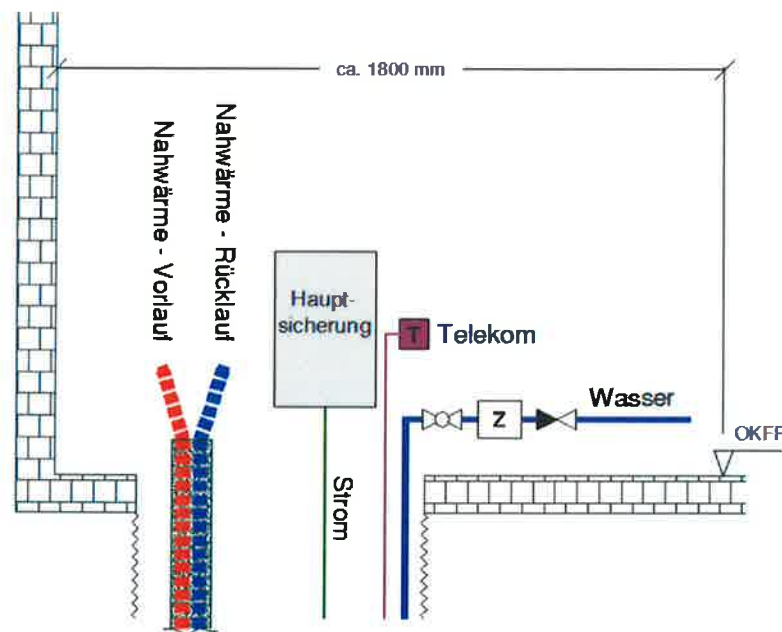 ca. 1800 mm
Nahwärme - Vorlauf
Nahwärme - Rücklauf
Haupt-
sicherung
T Telekom
Z
Wasser
OKFF
Strom